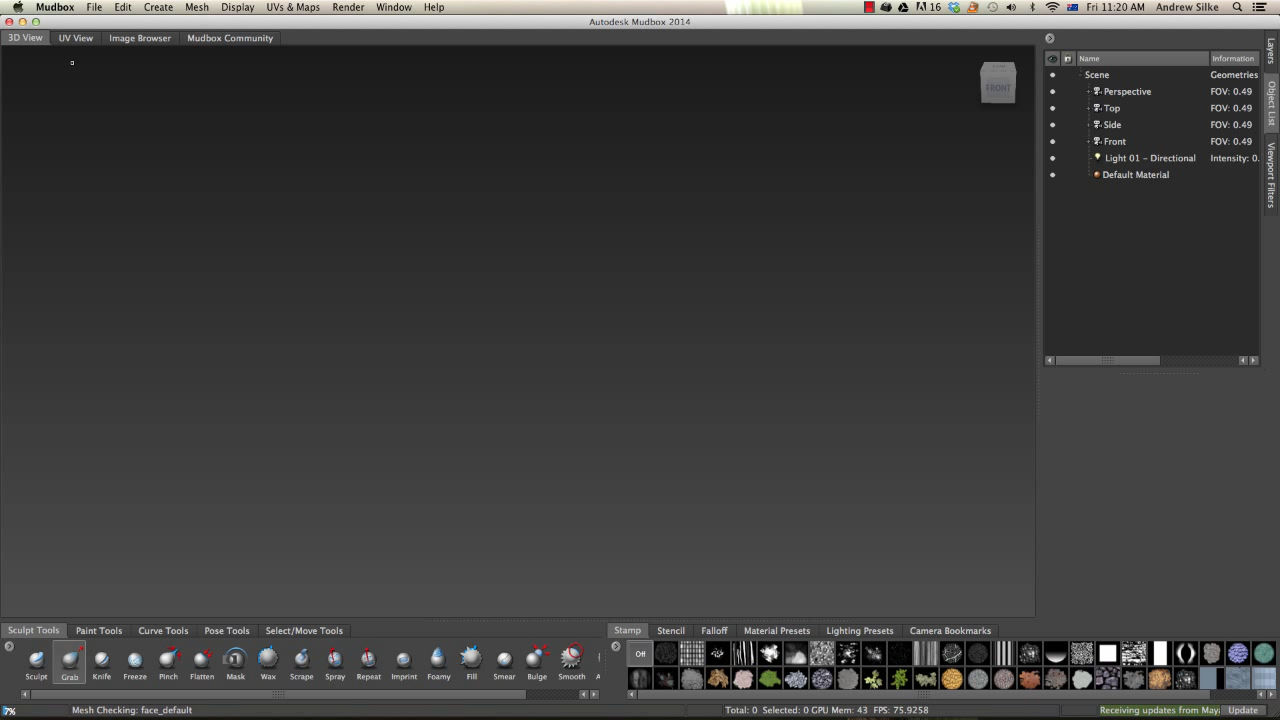 Mudbox File Edit Create Mesh Display UVs & Maps Render Window Help 16 Fri 11:20 AM Andrew Silke
Autodesk Mudbox 2014
3D View UV View Image Browser Mudbox Community
FRONT
Name Information
Scene Geometries
Perspective FOV: 0.49
Top FOV: 0.49
Side FOV: 0.49
Front FOV: 0.49
Light 01 - Directional Intensity: 0.
Default Material
Layers
Object List
Viewport Filters
Sculpt Tools Paint Tools Curve Tools Pose Tools Select/Move Tools
Sculpt Grab Knife Freeze Pinch Flatten Mask Wax Scrape Spray Repeat Imprint Foamy Fill Smear Bulge Smooth A
Stamp Stencil Falloff Material Presets Lighting Presets Camera Bookmarks
Off
7% Mesh Checking: face_default Total: 0 Selected: 0 GPU Mem: 43 FPS: 75.9258 Receiving updates from May Update